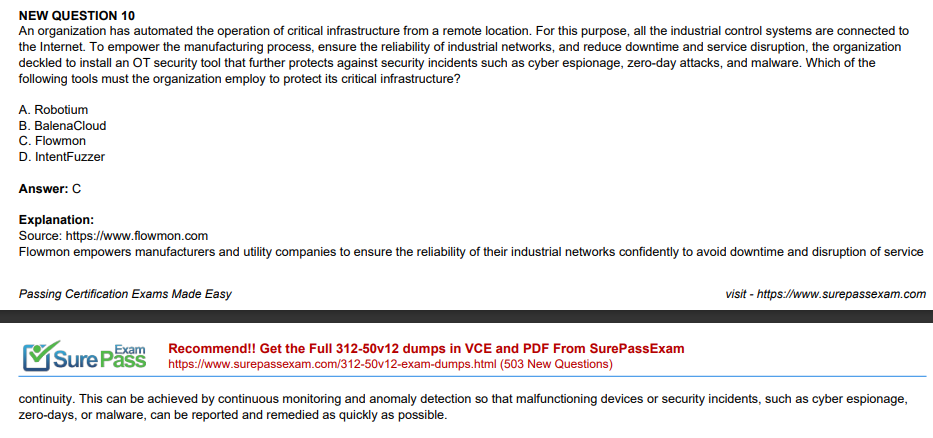 NEW QUESTION 10
An organization has automated the operation of critical infrastructure from a remote location. For this purpose, all the industrial control systems are connected to
the Internet. To empower the manufacturing process, ensure the reliability of industrial networks, and reduce downtime and service disruption, the organization
deckled to install an OT security tool that further protects against security incidents such as cyber espionage, zero-day attacks, and malware. Which of the
following tools must the organization employ to protect its critical infrastructure?
A. Robotium
B. BalenaCloud
C. Flowmon
D. IntentFuzzer
Answer: C
Explanation:
Source: https://www.flowmon.com
Flowmon empowers manufacturers and utility companies to ensure the reliability of their industrial networks confidently to avoid downtime and disruption of service
Passing Certification Exams Made Easy visit - https://www.surepassexam.com
Exam
SurePass
Recommend!! Get the Full 312-50v12 dumps in VCE and PDF From SurePassExam
https://www.surepassexam.com/312-50v12-exam-dumps.html (503 New Questions)
continuity. This can be achieved by continuous monitoring and anomaly detection so that malfunctioning devices or security incidents, such as cyber espionage,
zero-days, or malware, can be reported and remedied as quickly as possible.